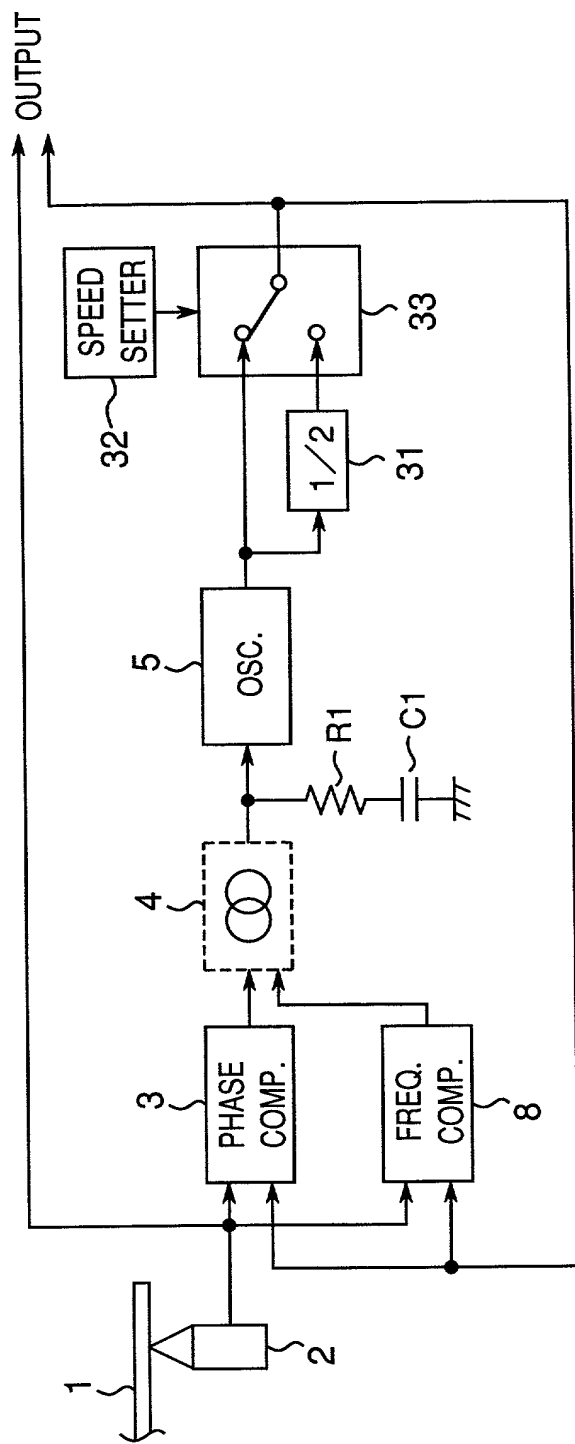 1
2
3
PHASE
COMP.
FREQ.
COMP.
8
4
R1
C1
5
OSC.
1/2
31
32
SPEED
SETTER
33
OUTPUT